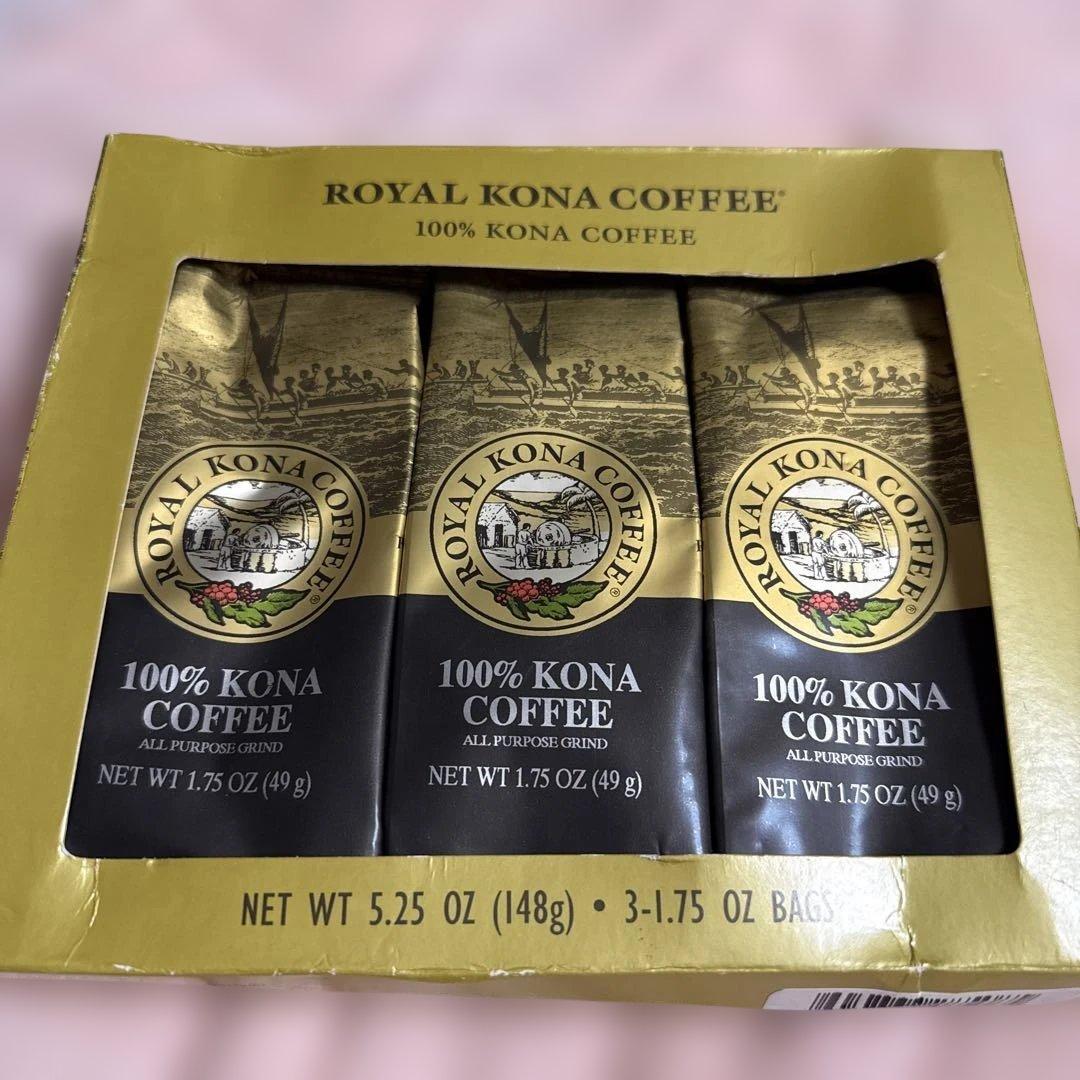 ROYAL KONA COFFEE®
100% KONA COFFEE
ROYAL KONA COFFEE®
100% KONA
COFFEE
ALL PURPOSE GRIND
NET WT 1.75 OZ (49 g)
ROYAL KONA COFFEE®
100% KONA
COFFEE
ALL PURPOSE GRIND
NET WT 1.75 OZ (49 g)
ROYAL KONA COFFEE®
100% KONA
COFFEE
ALL PURPOSE GRIND
NET WT 1.75 OZ (49 g)
NET WT 5.25 OZ (148g) • 3-1.75 OZ BAGS